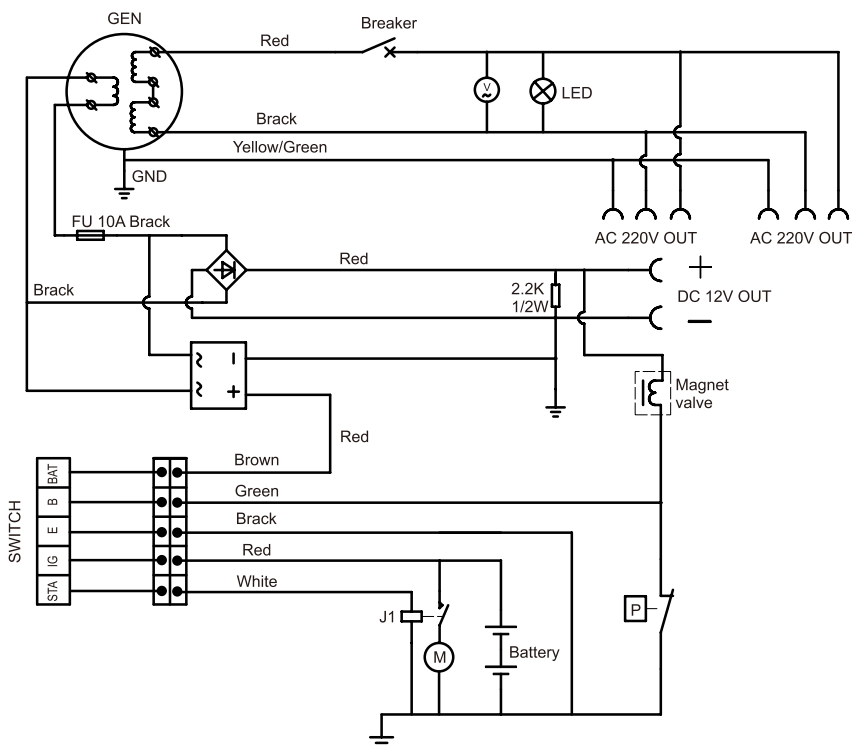 GEN
Breaker
Red
V
LED
Brack
Yellow/Green
GND
FU 10A Brack
AC 220V OUT
AC 220V OUT
Red
+
2.2K
1/2W
DC 12V OUT
Brack
−
~ −
~ +
Magnet
valve
Red
SWITCH
BAT
Brown
B
Green
E
Brack
IG
Red
STA
White
J1
P
M
Battery